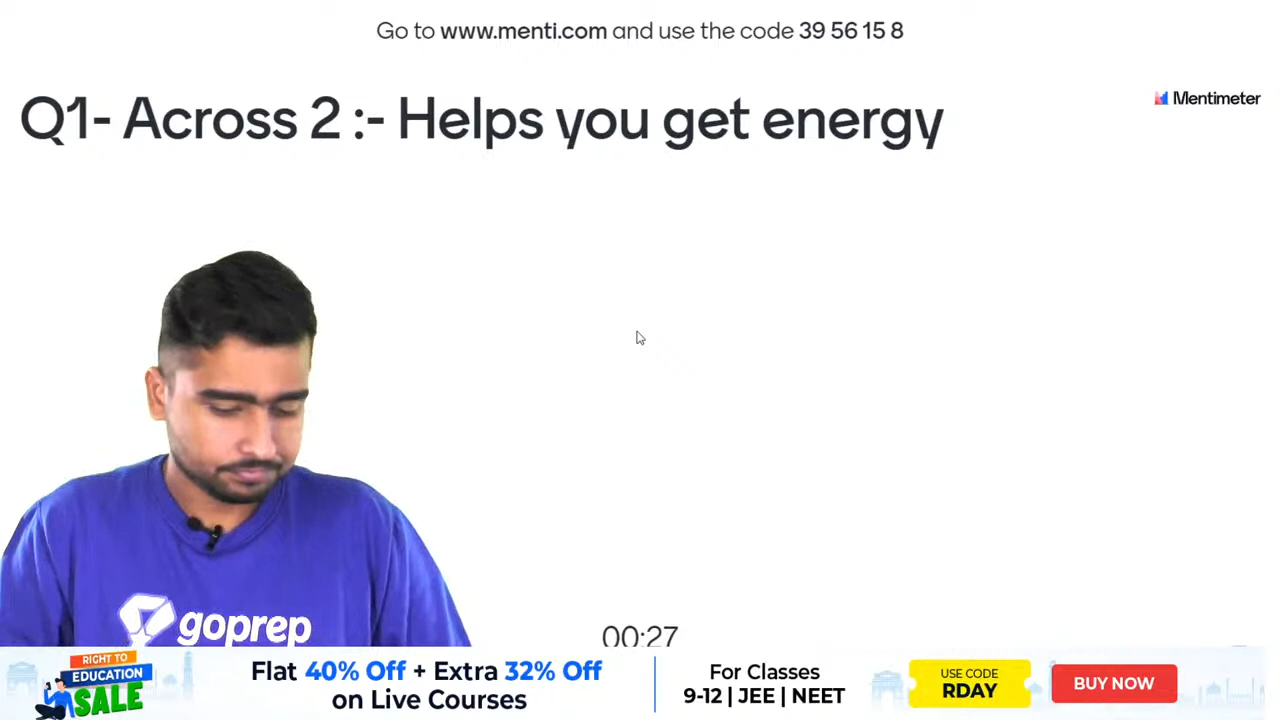 Go to www.menti.com and use the code 39 56 15 8
Mentimeter
Q1- Across 2 :- Helps you get energy
goprep
00:27
RIGHT TO
EDUCATION
SALE
Flat 40% Off + Extra 32% Off
on Live Courses
For Classes
9-12 | JEE | NEET
USE CODE
RDAY
BUY NOW